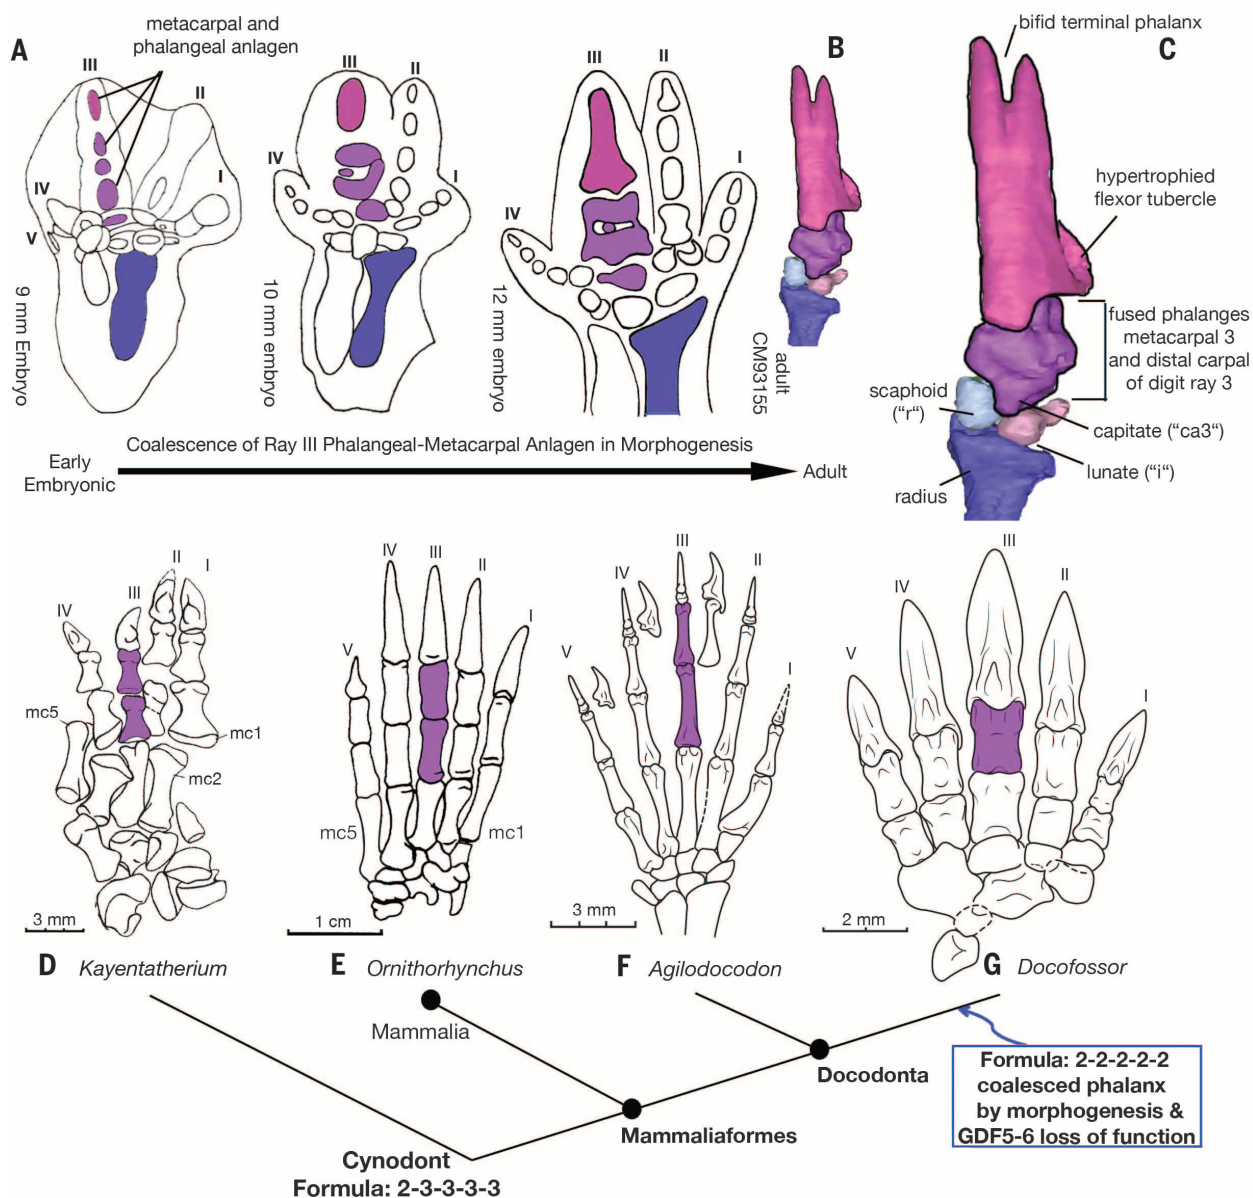 metacarpal and
phalangeal anlagen
A
III
II
I
IV
V
9 mm Embryo
III
II
IV
I
V
10 mm embryo
III
II
I
IV
12 mm embryo
B
adult
CM93155
bifid terminal phalanx
C
hypertrophied
flexor tubercle
fused phalanges
metacarpal 3
and distal carpal
of digit ray 3
scaphoid
("r")
capitate ("ca3")
lunate ("i")
radius
Early
Embryonic
Coalescence of Ray III Phalangeal-Metacarpal Anlagen in Morphogenesis
Adult
II
I
III
IV
mc5
mc1
mc2
3 mm
IV
III
II
I
V
mc5
mc1
1 cm
III
II
IV
V
I
3 mm
III
II
IV
V
I
2 mm
D
Kayentatherium
E
Ornithorhynchus
F
Agilodocodon
G
Docofossor
Mammalia
Docodonta
Formula: 2-2-2-2-2
coalesced phalanx
by morphogenesis &
GDF5-6 loss of function
Mammaliaformes
Cynodont
Formula: 2-3-3-3-3